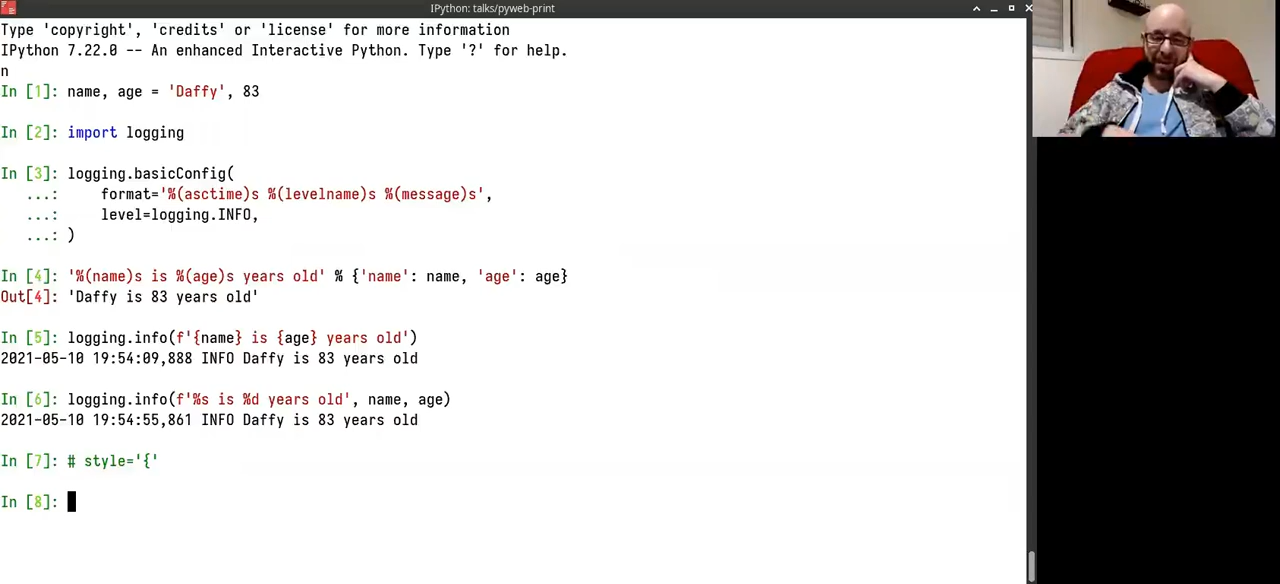 IPython: talks/pyweb-print
Type 'copyright', 'credits' or 'license' for more information
IPython 7.22.0 -- An enhanced Interactive Python. Type '?' for help.
n
In [1]: name, age = 'Daffy', 83
In [2]: import logging
In [3]: logging.basicConfig(
...:     format='%(asctime)s %(levelname)s %(message)s',
...:     level=logging.INFO,
...: )
In [4]: '%(name)s is %(age)s years old' % {'name': name, 'age': age}
Out[4]: 'Daffy is 83 years old'
In [5]: logging.info(f'{name} is {age} years old')
2021-05-10 19:54:09,888 INFO Daffy is 83 years old
In [6]: logging.info(f'%s is %d years old', name, age)
2021-05-10 19:54:55,861 INFO Daffy is 83 years old
In [7]: # style='{'
In [8]: